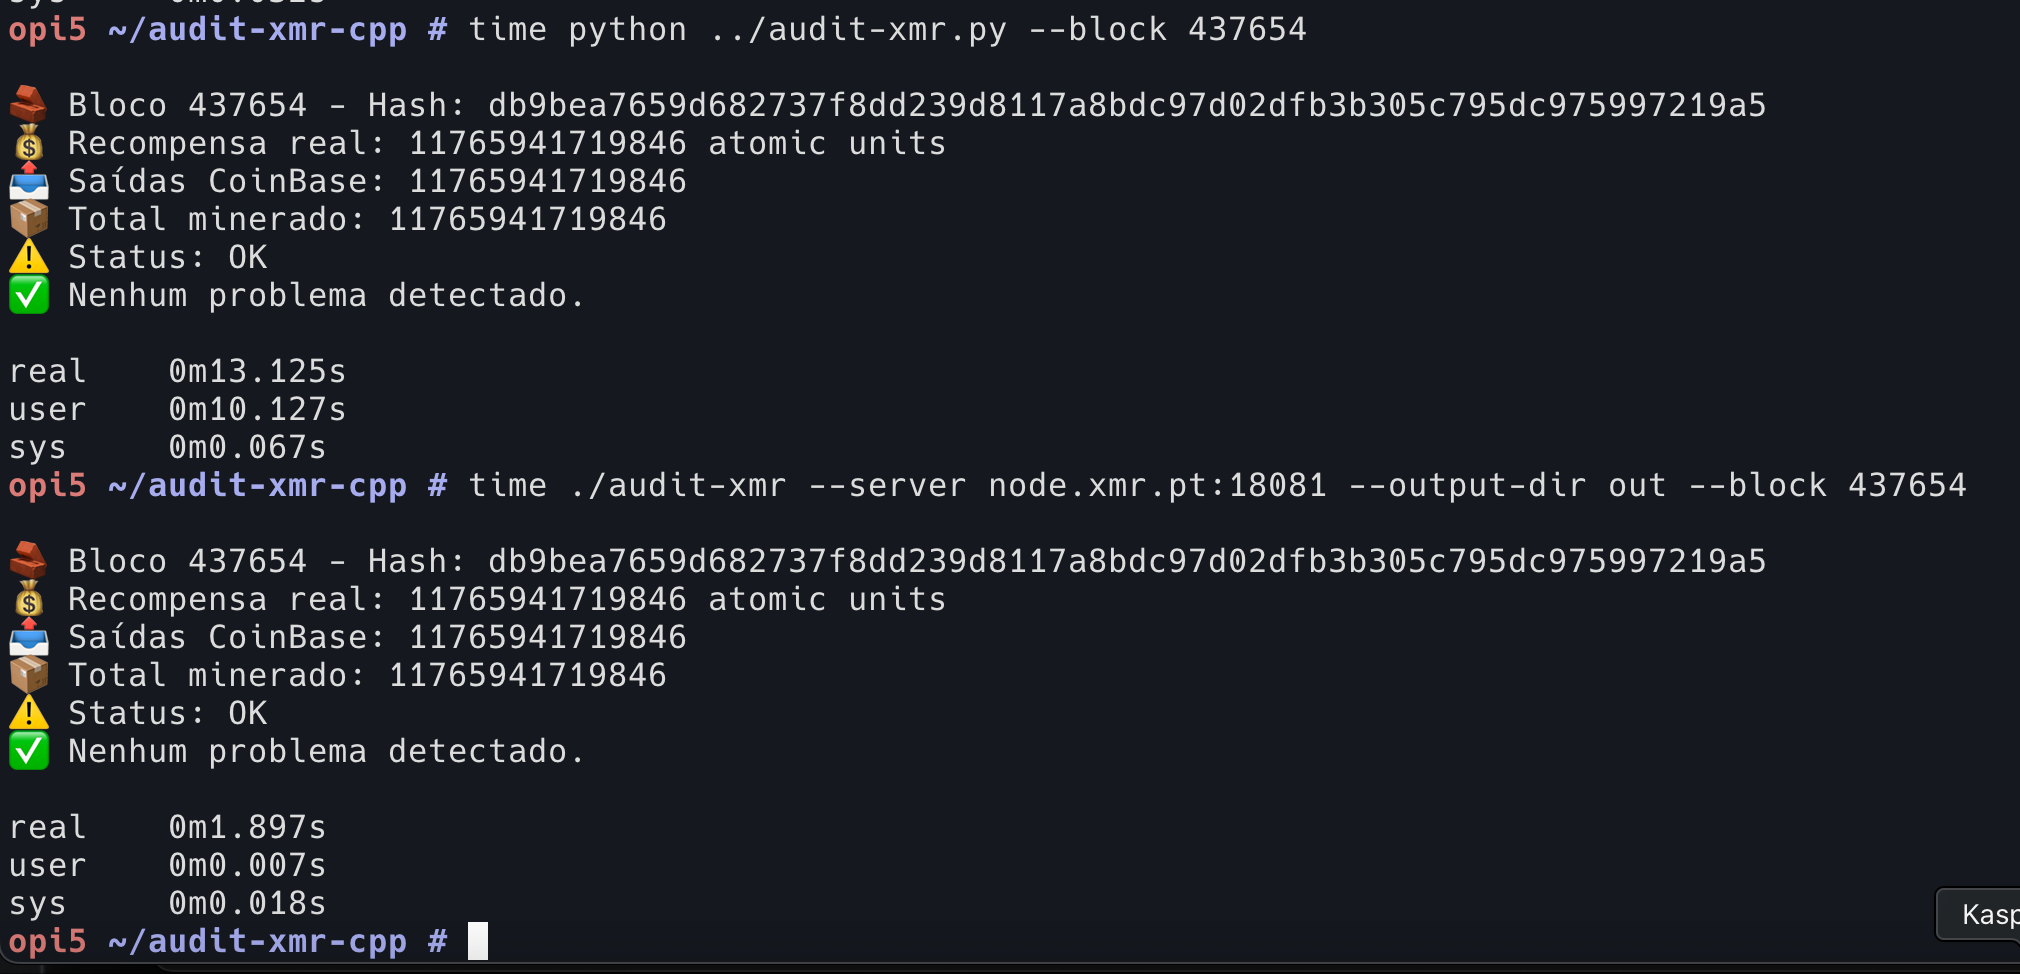 opi5 ~/audit-xmr-cpp # time python ../audit-xmr.py --block 437654
Bloco 437654 - Hash: db9bea7659d682737f8dd239d8117a8bdc97d02dfb3b305c795dc975997219a5
Recompensa real: 11765941719846 atomic units
Saídas CoinBase: 11765941719846
Total minerado: 11765941719846
Status: OK
Nenhum problema detectado.
real 0m13.125s
user 0m10.127s
sys 0m0.067s
opi5 ~/audit-xmr-cpp # time ./audit-xmr --server node.xmr.pt:18081 --output-dir out --block 437654
Bloco 437654 - Hash: db9bea7659d682737f8dd239d8117a8bdc97d02dfb3b305c795dc975997219a5
Recompensa real: 11765941719846 atomic units
Saídas CoinBase: 11765941719846
Total minerado: 11765941719846
Status: OK
Nenhum problema detectado.
real 0m1.897s
user 0m0.007s
sys 0m0.018s
Kasp
opi5 ~/audit-xmr-cpp #